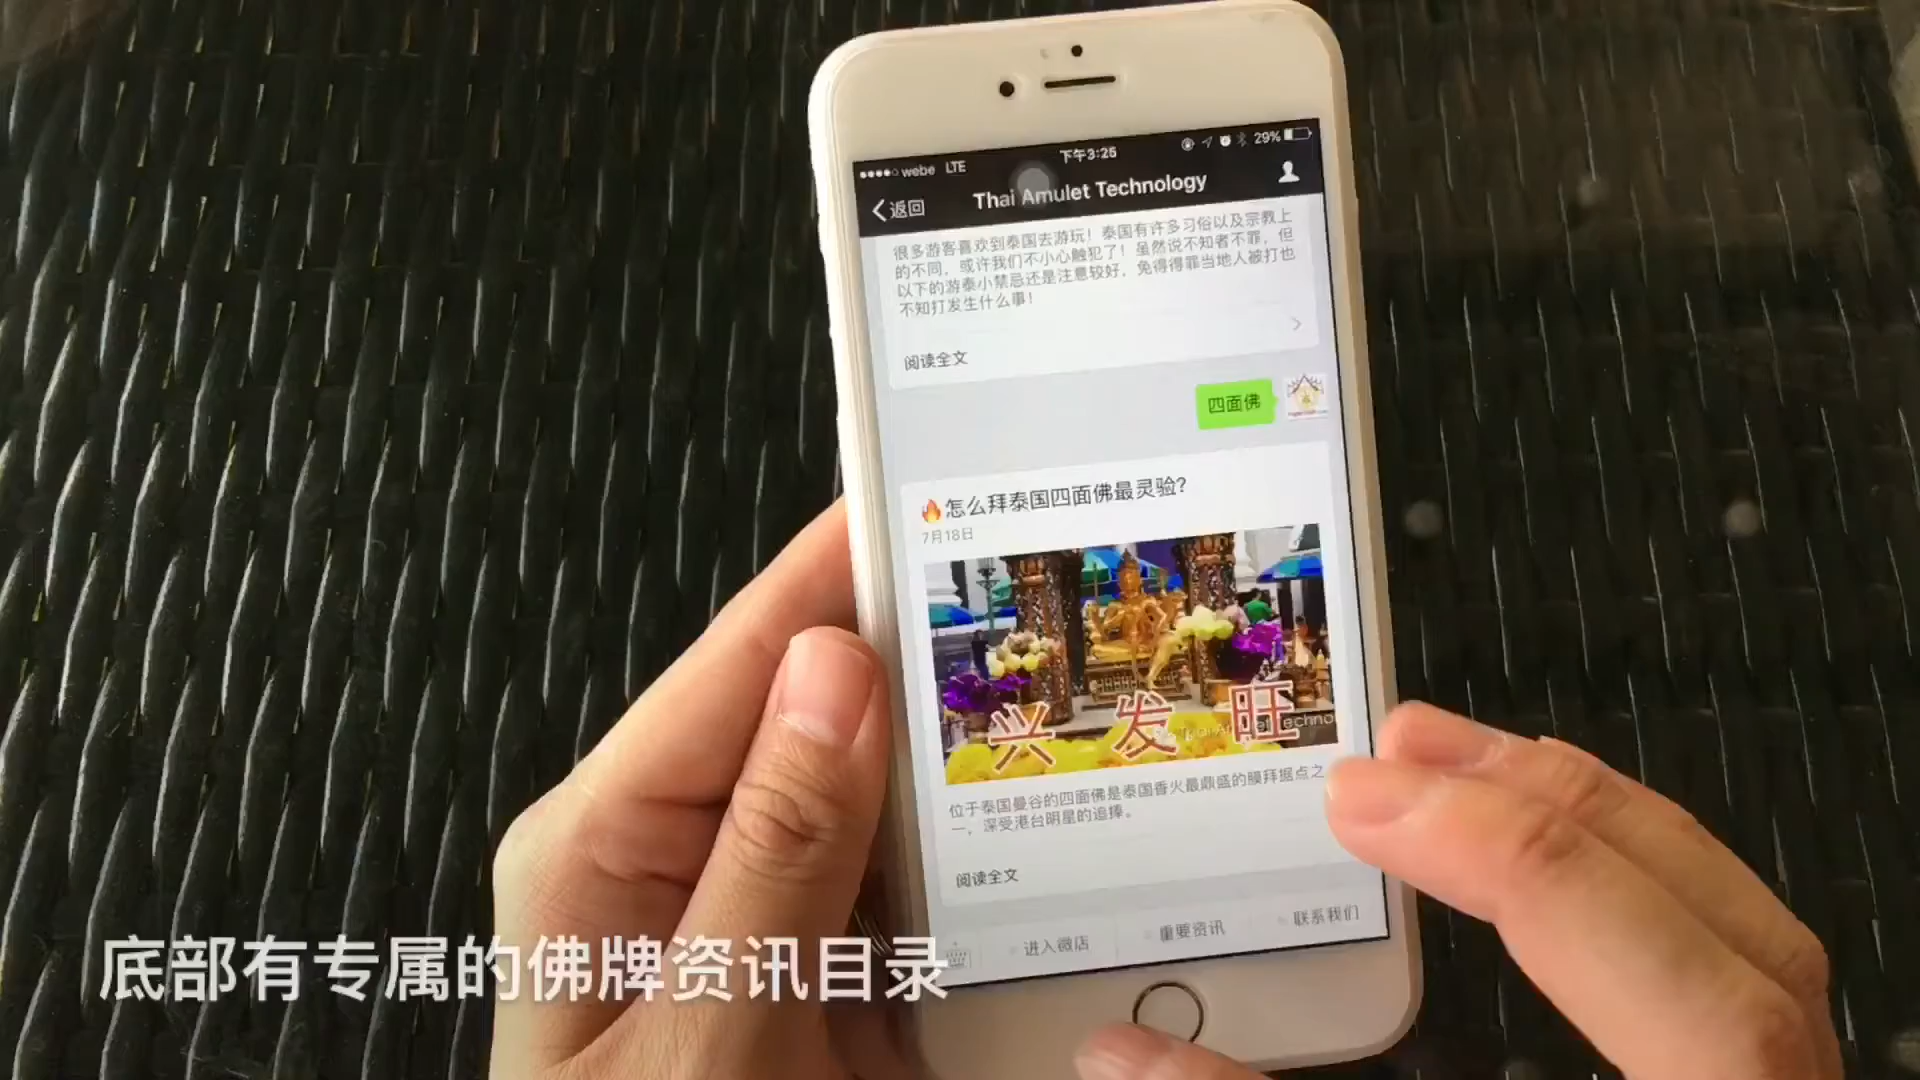 webe LTE
下午3:25
29%
返回
Thai Amulet Technology
很多游客喜欢到泰国去游玩！泰国有许多习俗以及宗教上
的不同，或许我们不小心触犯了！虽然说不知者不罪，但
以下的游泰小禁忌还是注意较好，免得得罪当地人被打也
不知打发生什么事！
阅读全文
四面佛
🔥怎么拜泰国四面佛最灵验?
7月18日
兴 发 旺
位于泰国曼谷的四面佛是泰国香火最鼎盛的膜拜据点之
一，深受港台明星的追捧。
阅读全文
进入微店
重要资讯
联系我们
底部有专属的佛牌资讯目录